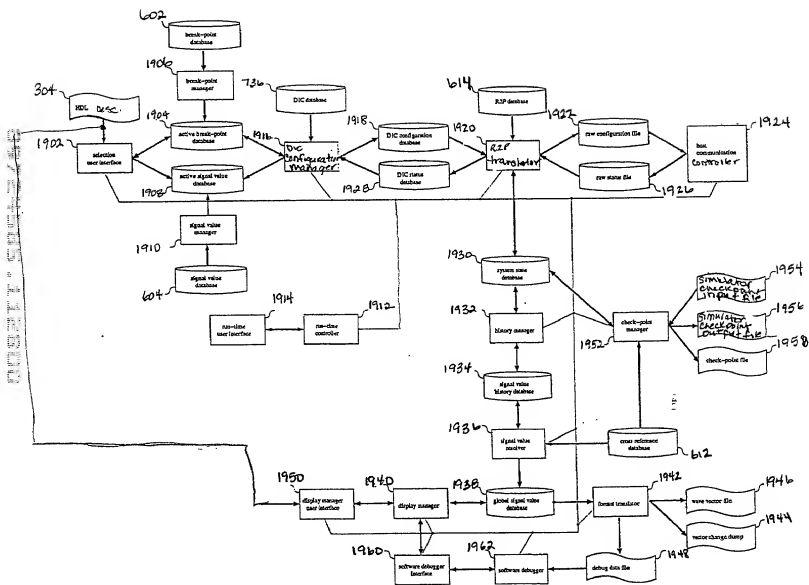 602
break-point
database
1906
break-point
manager
304
HDL Desc.
1902
selection
user interface
1904
active break-point
database
1908
active signal value
database
1910
signal value
manager
604
signal value
database
736
DIC database
1916
DIC
Configuration
manager
1918
DIC configuration
database
1928
DIC status
database
614
R2P database
1920
R2P
translator
1922
raw configuration file
raw status file
1926
1924
host
communication
Controller
1914
run-time
user interface
1912
run-time
controller
1930
system state
database
1932
history manager
1934
signal value
history database
1936
signal value
resolver
1952
check-point
manager
1954
Simulator
checkpoint
input file
1956
Simulator
checkpoint
output file
1958
check-point file
cross reference
database
612
1950
display manager
user interface
1940
display manager
1938
global signal value
database
1942
format translator
1946
wave vector file
1944
vector change dump
1960
software debugger
interface
1962
software debugger
1948
debug data file